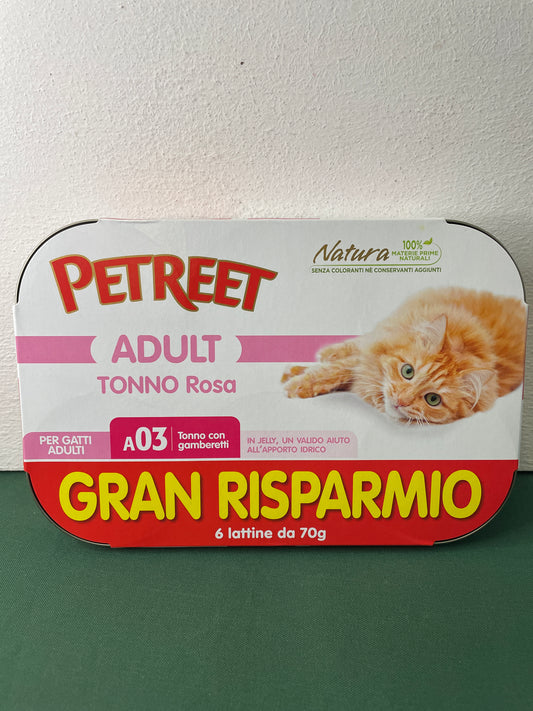 PETREET
Natura
100%
MATERIE PRIME
NATURALI
SENZA COLORANTI NÈ CONSERVANTI AGGIUNTI
ADULT
TONNO Rosa
PER GATTI
ADULTI
A03
Tonno con
gamberetti
IN JELLY, UN VALIDO AIUTO
ALL'APPORTO IDRICO
GRAN RISPARMIO
6 lattine da 70g